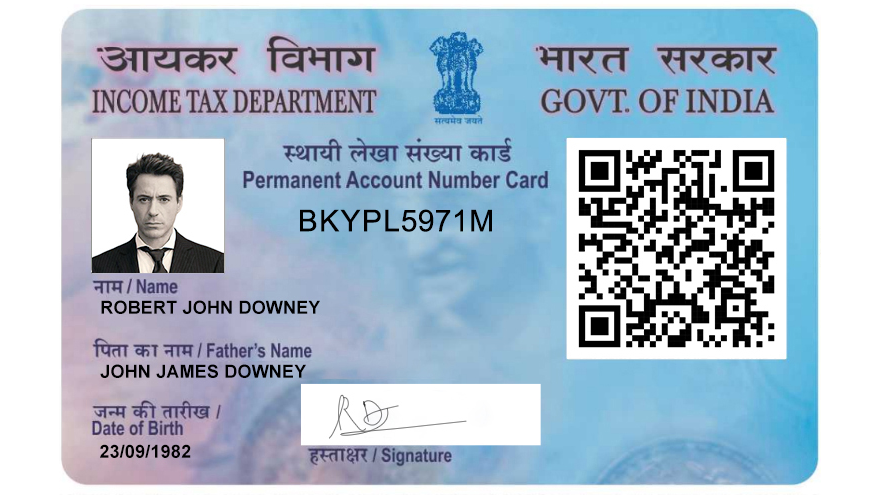 आयकर विभाग
INCOME TAX DEPARTMENT
सत्यमेव जयते
भारत सरकार
GOVT. OF INDIA
स्थायी लेखा संख्या कार्ड
Permanent Account Number Card
BKYPL5971M
नाम / Name
ROBERT JOHN DOWNEY
पिता का नाम / Father's Name
JOHN JAMES DOWNEY
जन्म की तारीख /
Date of Birth
23/09/1982
RD
हस्ताक्षर / Signature